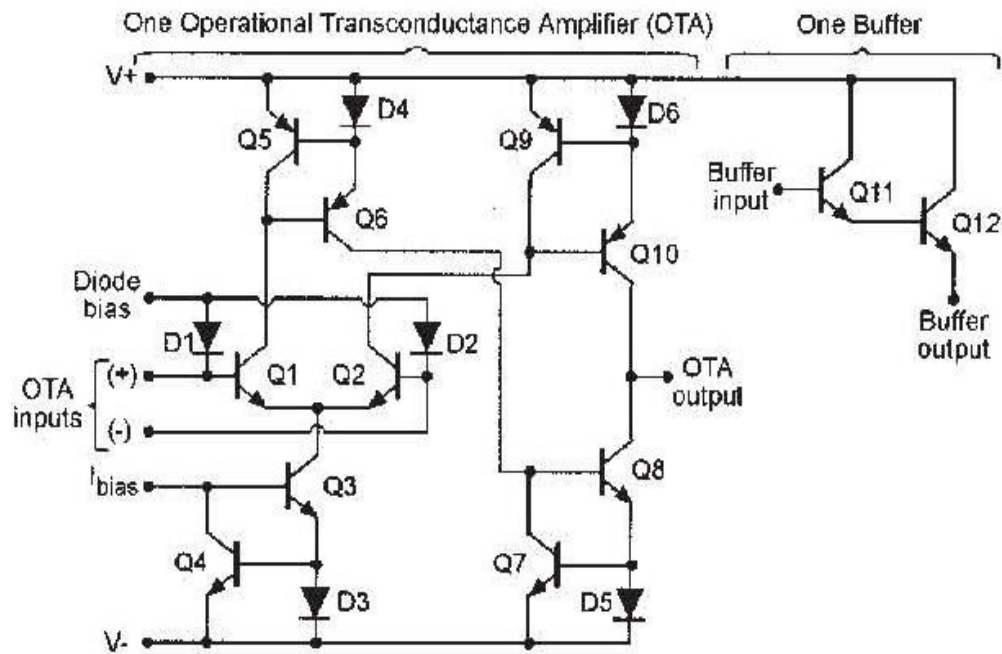 One Operational Transconductance Amplifier (OTA)
One Buffer
V+
D4
D6
Q5
Q9
Buffer
input
Q11
Q6
Q12
Q10
Diode
bias
D1
D2
Buffer
output
OTA
inputs
(+)
(-)
Q1
Q2
OTA
output
Ibias
Q3
Q8
Q4
Q7
D3
D5
V-